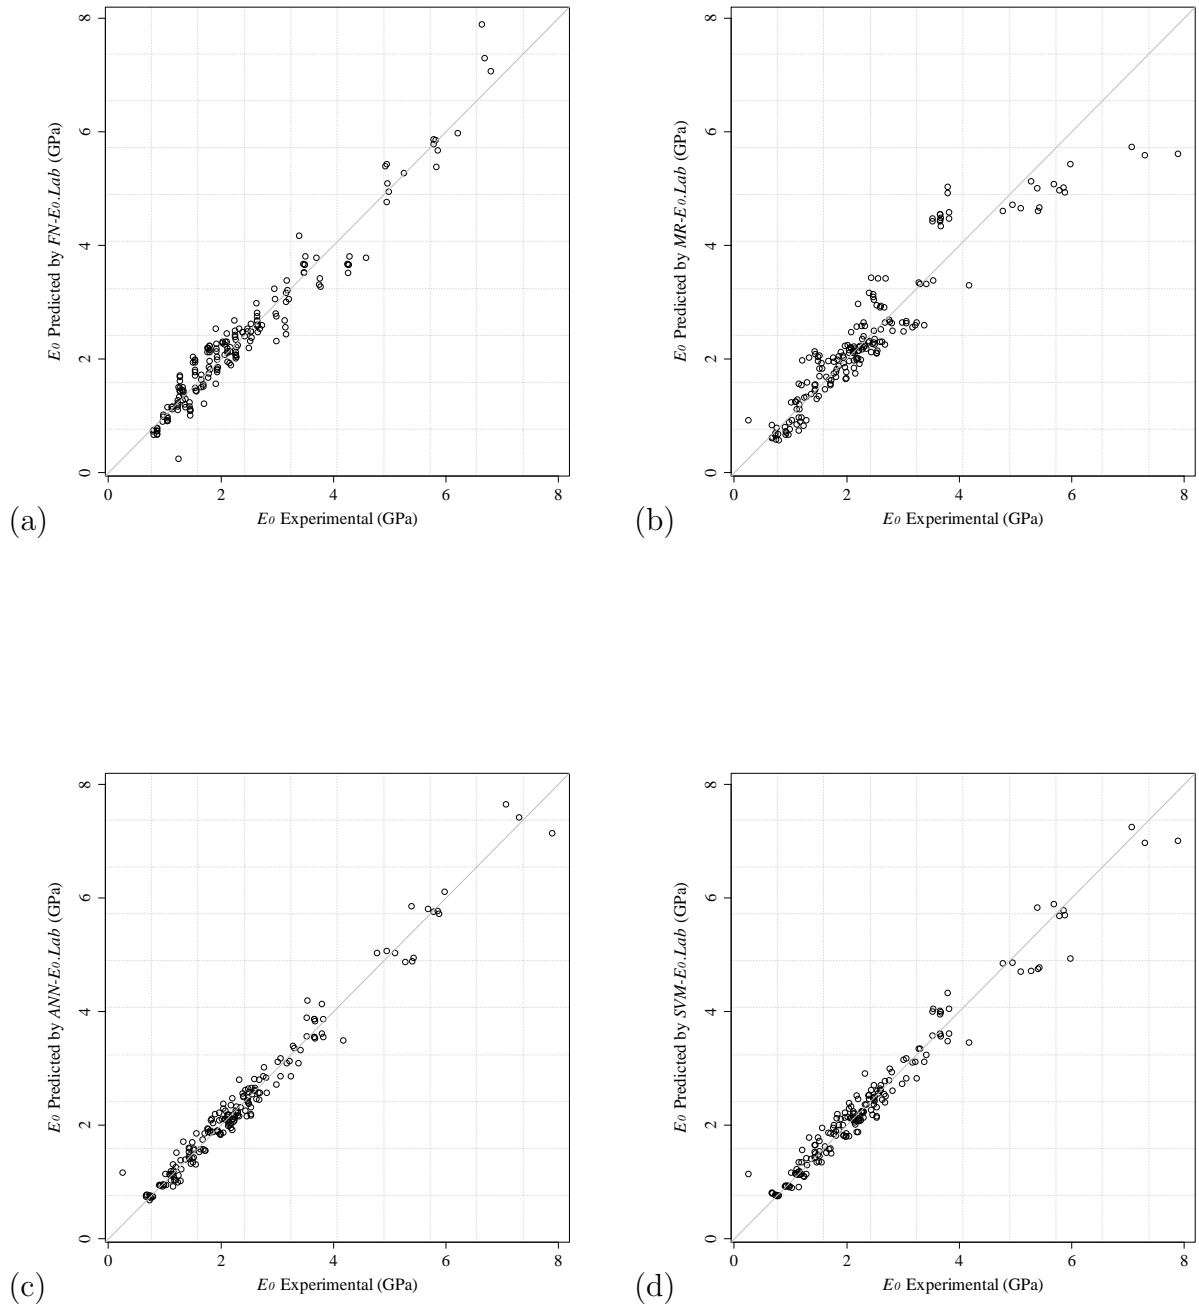 8
6
4
2
0
E0 Predicted by FN-E0.Lab (GPa)
0 2 4 6 8
E0 Experimental (GPa)
(a)
8
6
4
2
0
E0 Predicted by MR-E0.Lab (GPa)
0 2 4 6 8
E0 Experimental (GPa)
(b)
8
6
4
2
0
E0 Predicted by ANN-E0.Lab (GPa)
0 2 4 6 8
E0 Experimental (GPa)
(c)
8
6
4
2
0
E0 Predicted by SVM-E0.Lab (GPa)
0 2 4 6 8
E0 Experimental (GPa)
(d)